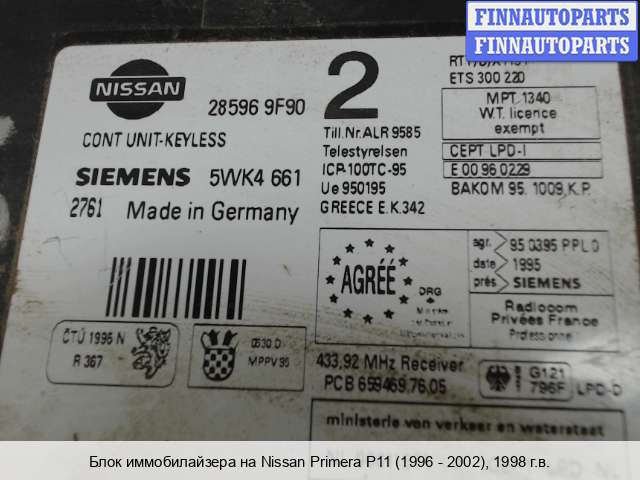 FINNAUTOPARTS
FINNAUTOPARTS
NISSAN
28596 9F90
CONT UNIT-KEYLESS
SIEMENS 5WK4 661
2761 Made in Germany
2
Till.Nr.ALR 9585
Telestyrelsen
ICP-100TC-95
Ue 950195
GREECE E.K.342
ETS 300 220
MPT 1340
W.T. licence
exempt
CEPT LPD-I
E 00 96 0229
BAKOM 95. 1009.K.P.
AGRÉÉ
DRG
agr. 95 0395 PPL 0
date 1995
prés SIEMENS
Radiocom
Privées France
Professionnel
ČTÚ 1996 N
R 367
MPPV 96
433,92 MHz Receiver
PCB 659469.76.05
G121
796F
LPD-D
ministerie van verkeer en waterstaat
Блок иммобилайзера на Nissan Primera P11 (1996 - 2002), 1998 г.в.